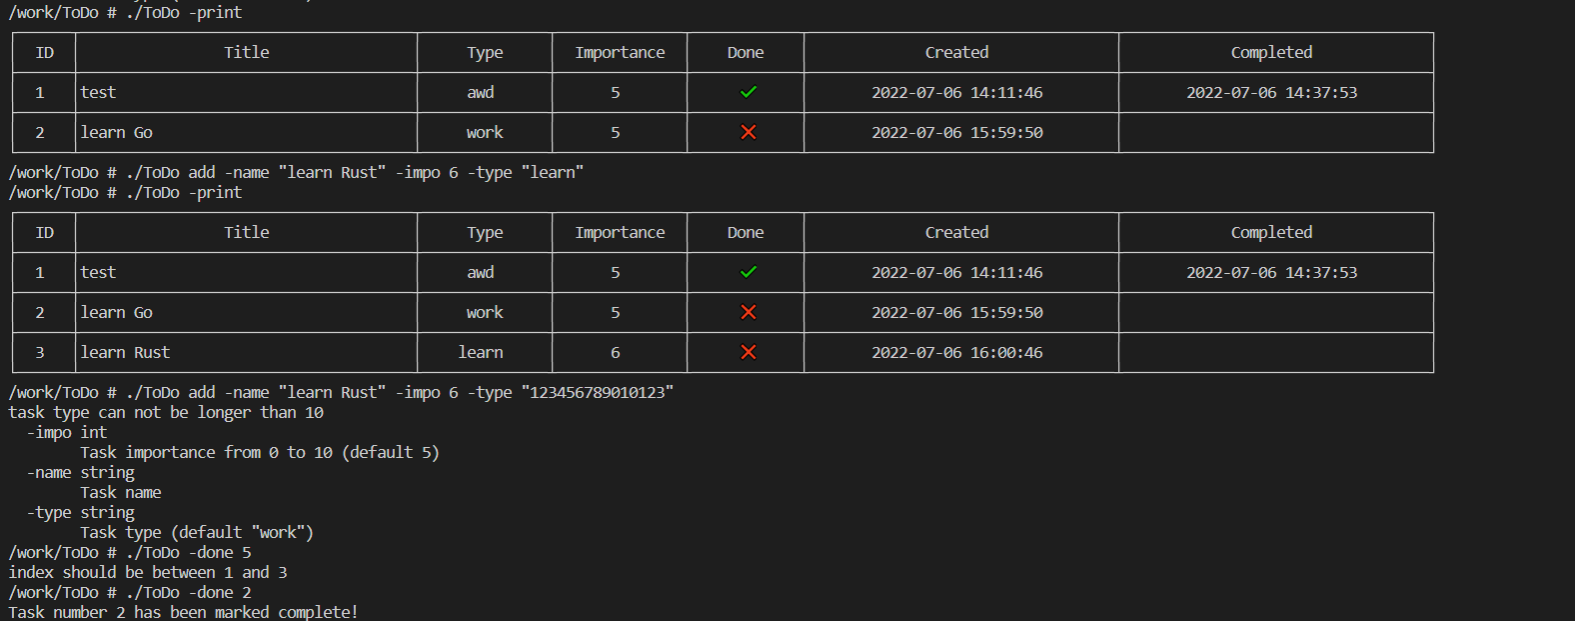 /work/ToDo # ./ToDo -print
ID Title Type Importance Done Created Completed
1 test awd 5 ✓ 2022-07-06 14:11:46 2022-07-06 14:37:53
2 learn Go work 5 ✗ 2022-07-06 15:59:50
/work/ToDo # ./ToDo add -name "learn Rust" -impo 6 -type "learn"
/work/ToDo # ./ToDo -print
ID Title Type Importance Done Created Completed
1 test awd 5 ✓ 2022-07-06 14:11:46 2022-07-06 14:37:53
2 learn Go work 5 ✗ 2022-07-06 15:59:50
3 learn Rust learn 6 ✗ 2022-07-06 16:00:46
/work/ToDo # ./ToDo add -name "learn Rust" -impo 6 -type "123456789010123"
task type can not be longer than 10
-impo int
Task importance from 0 to 10 (default 5)
-name string
Task name
-type string
Task type (default "work")
/work/ToDo # ./ToDo -done 5
index should be between 1 and 3
/work/ToDo # ./ToDo -done 2
Task number 2 has been marked complete!